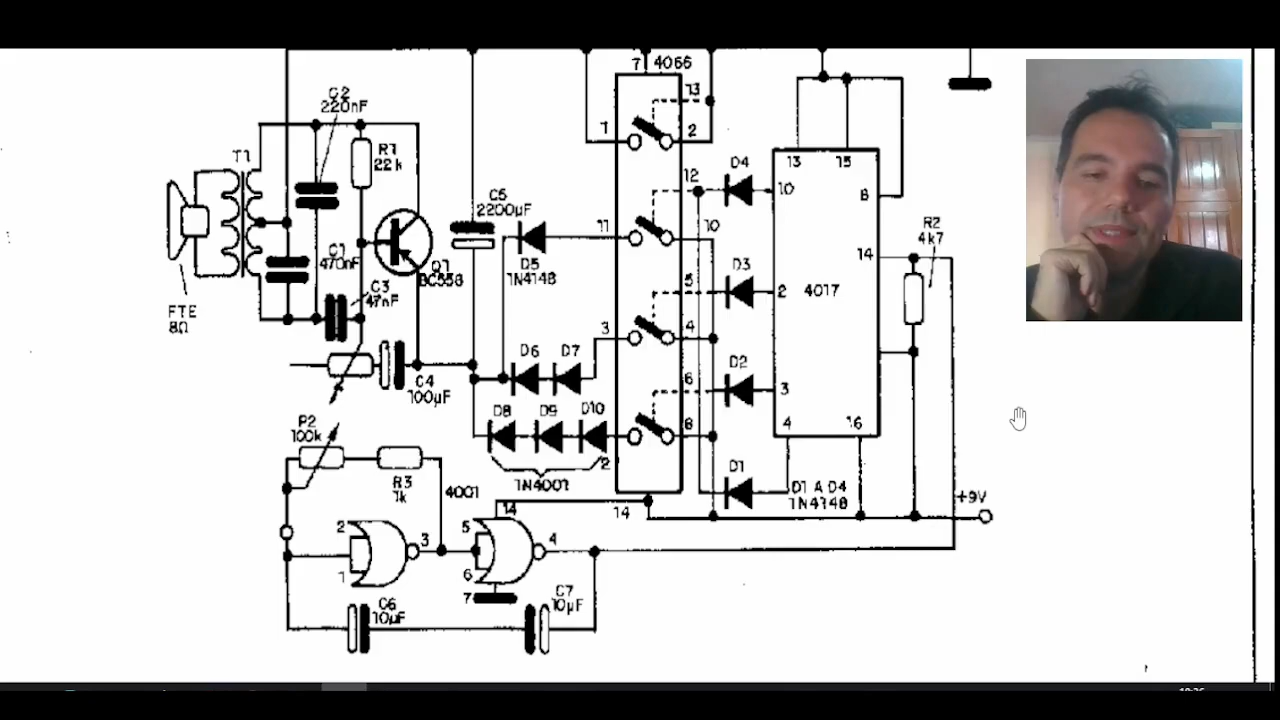 7 4066
C2
220nF
13
R1
22k
1
2
T1
D4
13
15
12
10
8
C5
2200µF
R2
4k7
11
10
14
C1
470nF
Q1
BC558
D5
1N4148
D3
5
2
4017
C3
47nF
FTE
8Ω
3
4
D6
D7
D2
6
3
C4
100µF
D8
D9
D10
P2
100k
4
16
8
2
D1
R3
1k
4001
1N4007
D1 A D4
1N4148
+9V
14
14
2
3
5
4
1
6
7
C7
10µF
C6
10µF